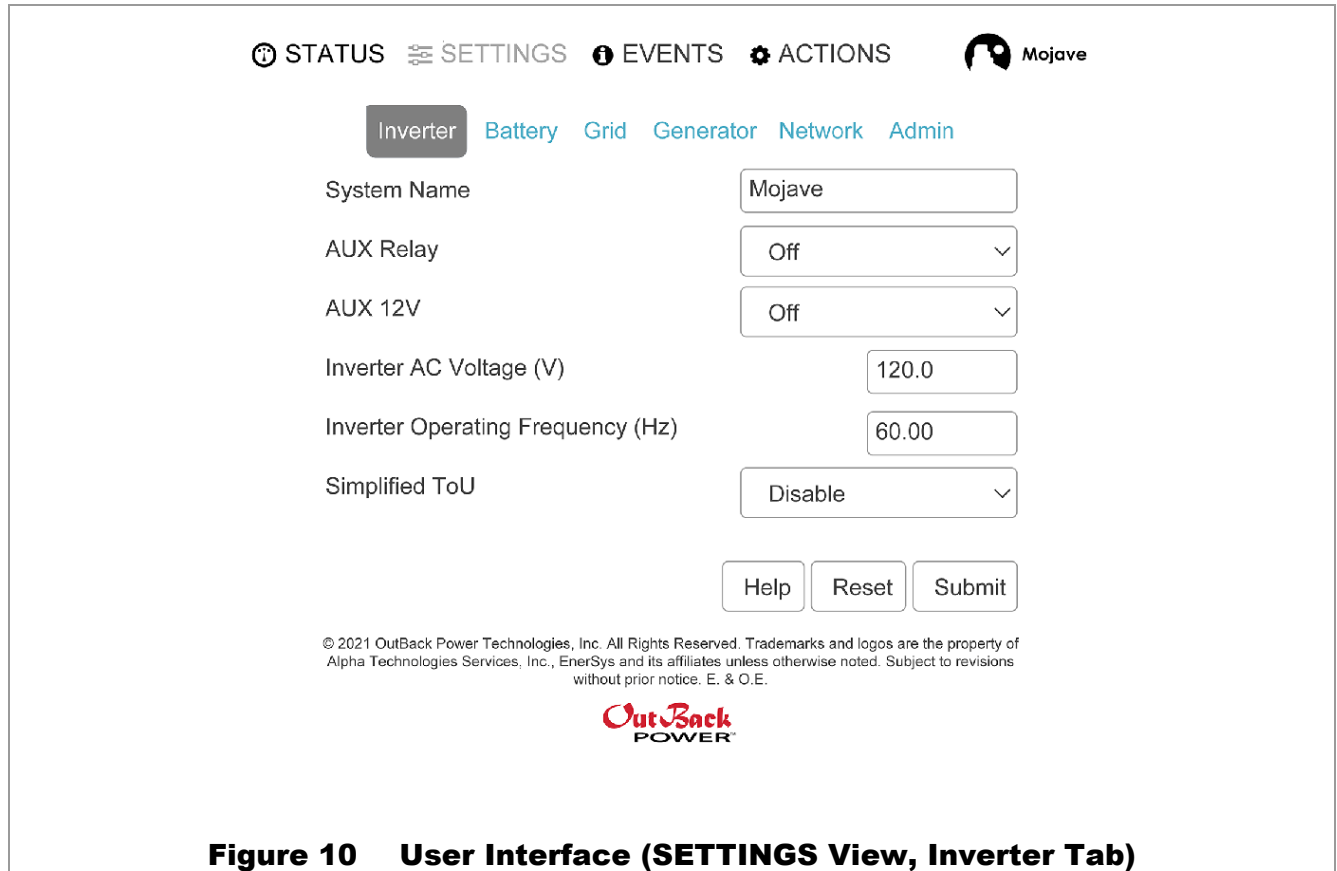 STATUS SETTINGS EVENTS ACTIONS Mojave
Inverter Battery Grid Generator Network Admin
System Name Mojave
AUX Relay Off
AUX 12V Off
Inverter AC Voltage (V) 120.0
Inverter Operating Frequency (Hz) 60.00
Simplified ToU Disable
Help Reset Submit
© 2021 OutBack Power Technologies, Inc. All Rights Reserved. Trademarks and logos are the property of
Alpha Technologies Services, Inc., EnerSys and its affiliates unless otherwise noted. Subject to revisions
without prior notice. E. & O.E.
OutBack
POWER™
Figure 10 User Interface (SETTINGS View, Inverter Tab)